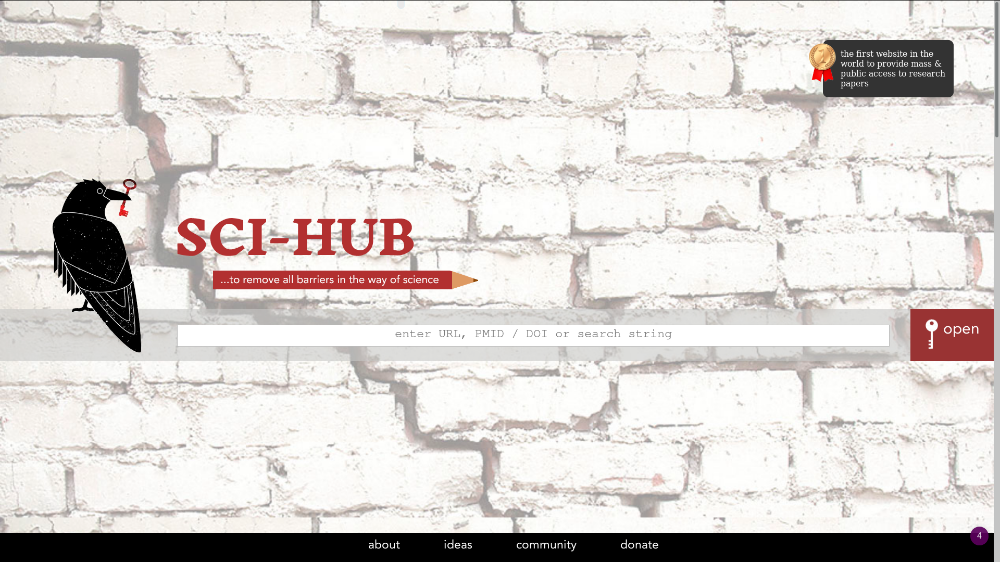 the first website in the
world to provide mass &
public access to research
papers
1
SCI-HUB
...to remove all barriers in the way of science
enter URL, PMID / DOI or search string
open
about
ideas
community
donate
4